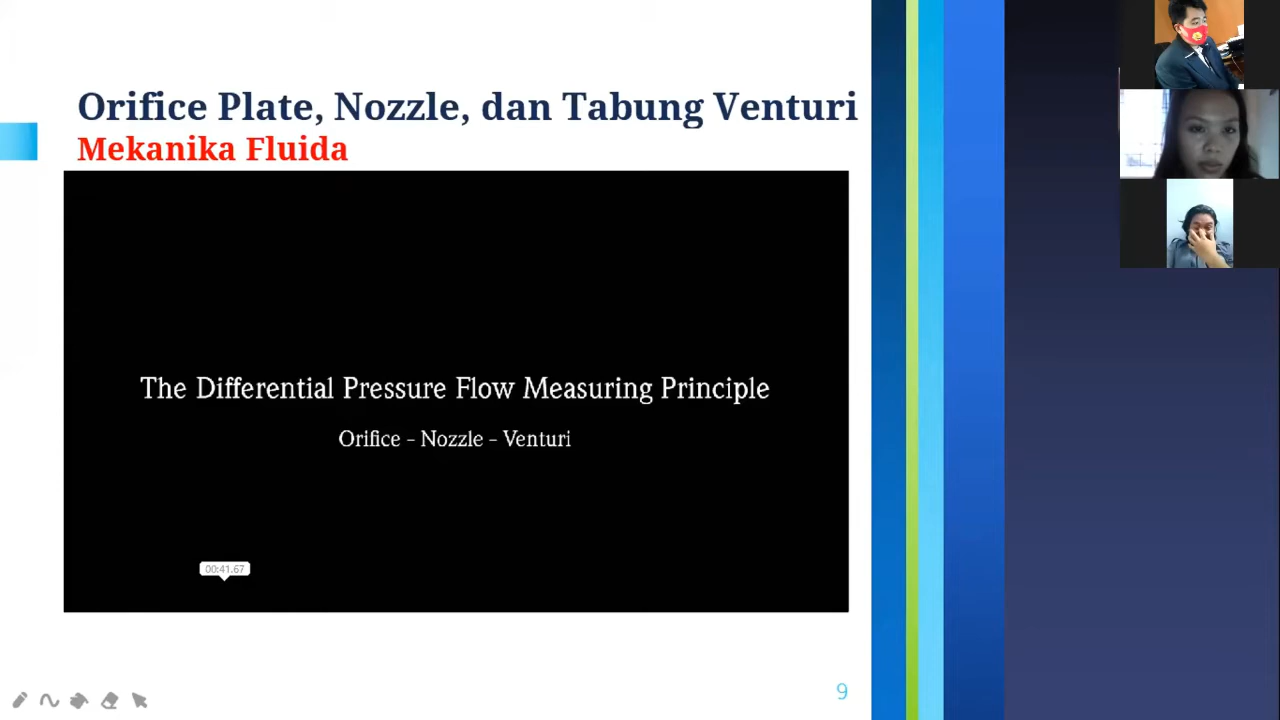 Orifice Plate, Nozzle, dan Tabung Venturi
Mekanika Fluida
The Differential Pressure Flow Measuring Principle
Orifice - Nozzle - Venturi
00:41.67
9